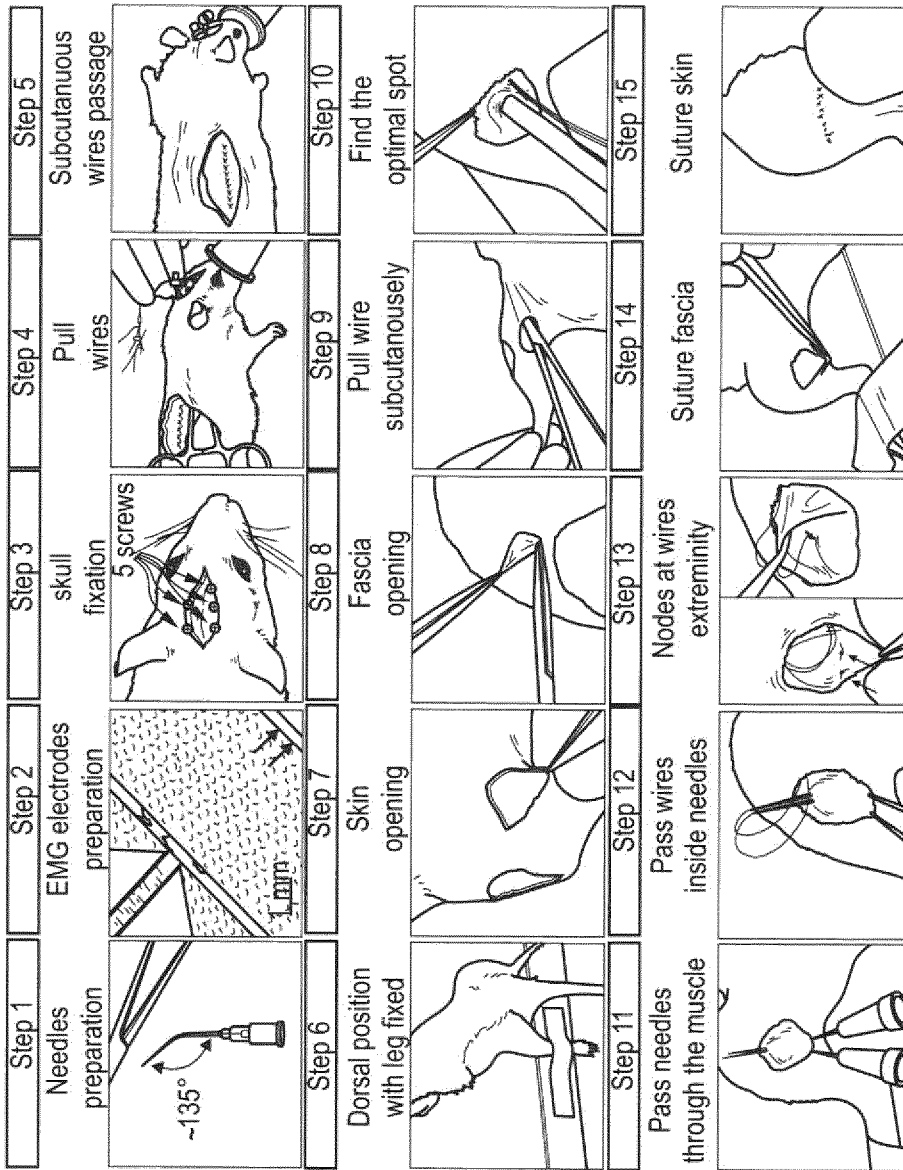 Step 1
Needles
preparation
~135°
Step 2
EMG electrodes
preparation
1 mm
Step 3
skull
fixation
5 screws
Step 4
Pull
wires
Step 5
Subcutanuous
wires passage
Step 6
Dorsal position
with leg fixed
Step 7
Skin
opening
Step 8
Fascia
opening
Step 9
Pull wire
subcutanousely
Step 10
Find the
optimal spot
Step 11
Pass needles
through the muscle
Step 12
Pass wires
inside needles
Step 13
Nodes at wires
extreminity
Step 14
Suture fascia
Step 15
Suture skin